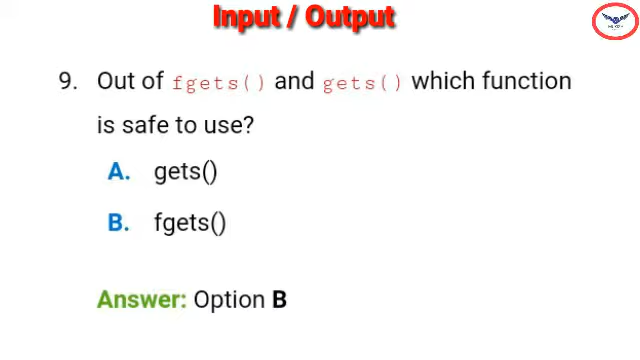 Input / Output
9. Out of fgets() and gets() which function
is safe to use?
A. gets()
B. fgets()
Answer: Option B